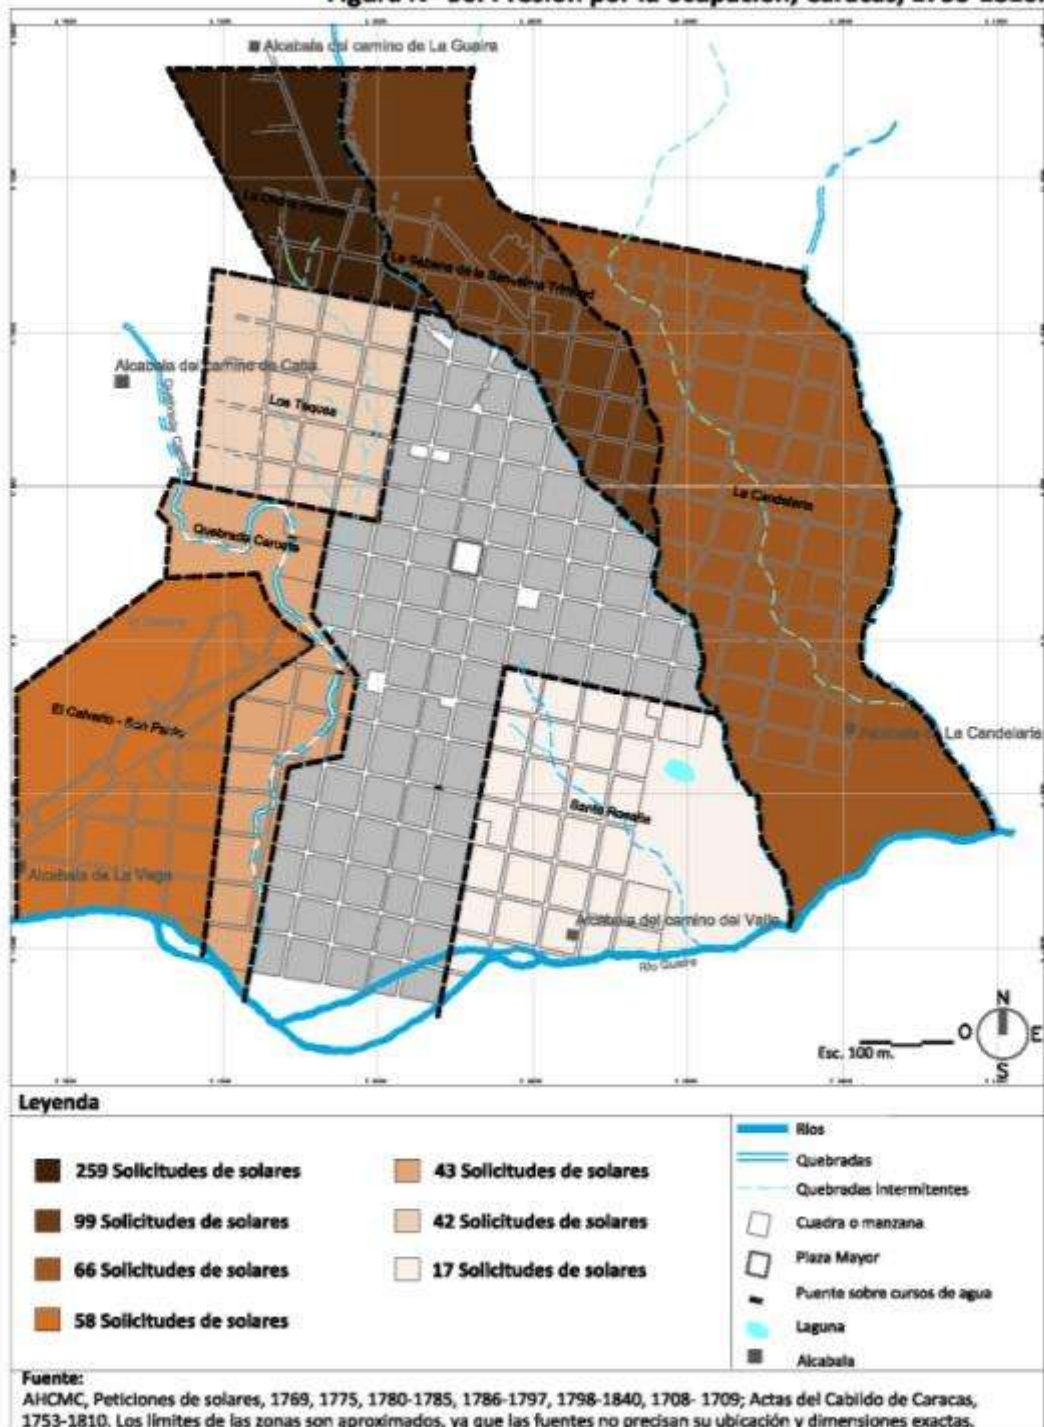 Alcabala del camino de La Guaira
La Sabana de la Santísima Trinidad
Alcabala del camino de Catia
Los Teques
La Candelaria
Quebrada Caroata
El Calvario - San Pablo
La Candelaria
Santa Rosalía
Alcabala de La Vega
Alcabala del camino del Valle
Río Guaire
N
O
E
S
Esc. 100 m.
Leyenda
259 Solicitudes de solares
99 Solicitudes de solares
66 Solicitudes de solares
58 Solicitudes de solares
43 Solicitudes de solares
42 Solicitudes de solares
17 Solicitudes de solares
Ríos
Quebradas
Quebradas Intermitentes
Cuadra o manzana
Plaza Mayor
Puente sobre cursos de agua
Laguna
Alcabala
Fuente:
AHCMC, Peticiones de solares, 1769, 1775, 1780-1785, 1786-1797, 1798-1840, 1708- 1709; Actas del Cabildo de Caracas,
1753-1810. Los límites de las zonas son aproximados, ya que las fuentes no precisan su ubicación y dimensiones exactas.